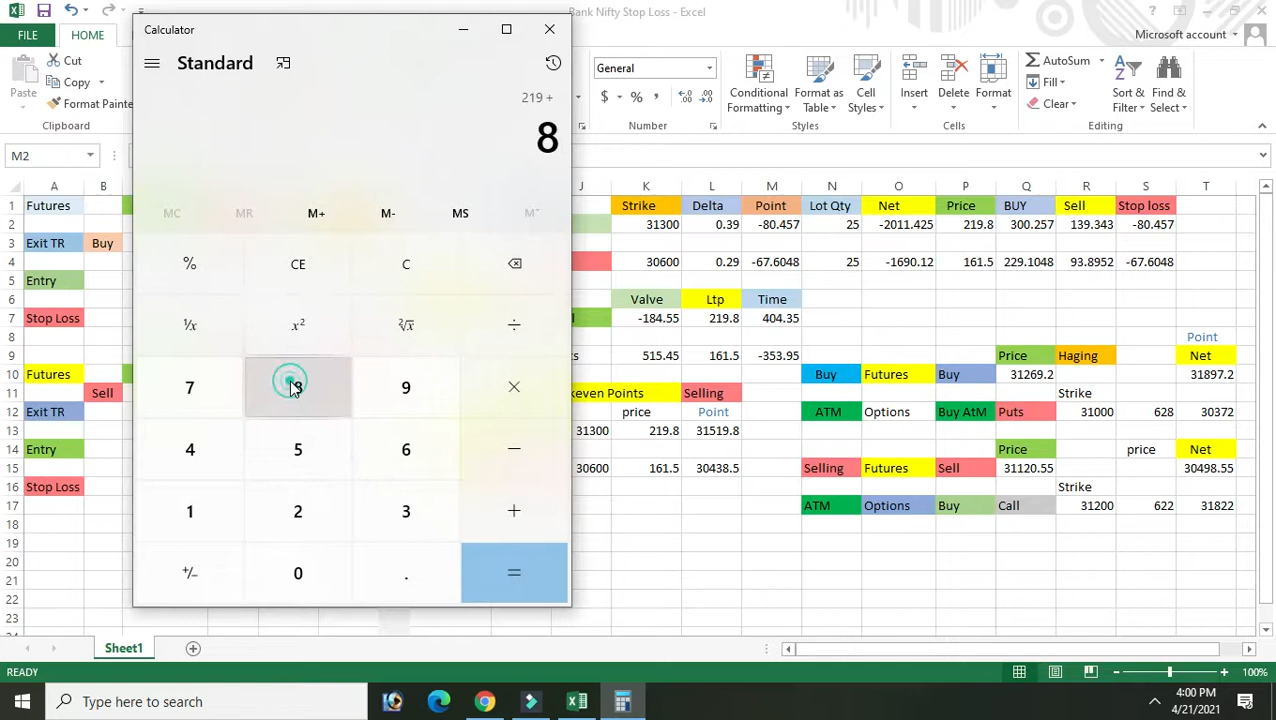 Bank Nifty Stop Loss - Excel
Calculator
FILE
HOME
Microsoft account
Standard
Cut
Copy
Format Painte
Paste
Clipboard
General
$ % ,
Number
Conditional
Formatting
Format as
Table
Cell
Styles
Styles
Insert
Delete
Format
Cells
AutoSum
Fill
Clear
Sort &
Filter
Find &
Select
Editing
219 +
8
M2
MC MR M+ M- MS
% CE C
¹/x x² ²√x ÷
7 8 9 ×
4 5 6 −
1 2 3 +
+/- 0 . =
A B J K L M N O P Q R S T
1 Futures Strike Delta Point Lot Qty Net Price BUY Sell Stop loss
2 31300 0.39 -80.457 25 -2011.425 219.8 300.257 139.343 -80.457
3 Exit TR Buy
4 30600 0.29 -67.6048 25 -1690.12 161.5 229.1048 93.8952 -67.6048
5 Entry
6 Valve Ltp Time
7 Stop Loss -184.55 219.8 404.35
8 Point
9 515.45 161.5 -353.95 Price Haging Net
10 Futures Buy Futures Buy 31269.2 31897.2
11 Sell keven Points Selling Strike
12 Exit TR price Point ATM Options Buy AtM Puts 31000 628 30372
13 31300 219.8 31519.8
14 Entry Price price Net
15 30600 161.5 30438.5 Selling Futures Sell 31120.55 30498.55
16 Stop Loss Strike
17 ATM Options Buy Call 31200 622 31822
18
19
20
21
22
23
Sheet1
READY
100%
Type here to search
4:00 PM
4/21/2021